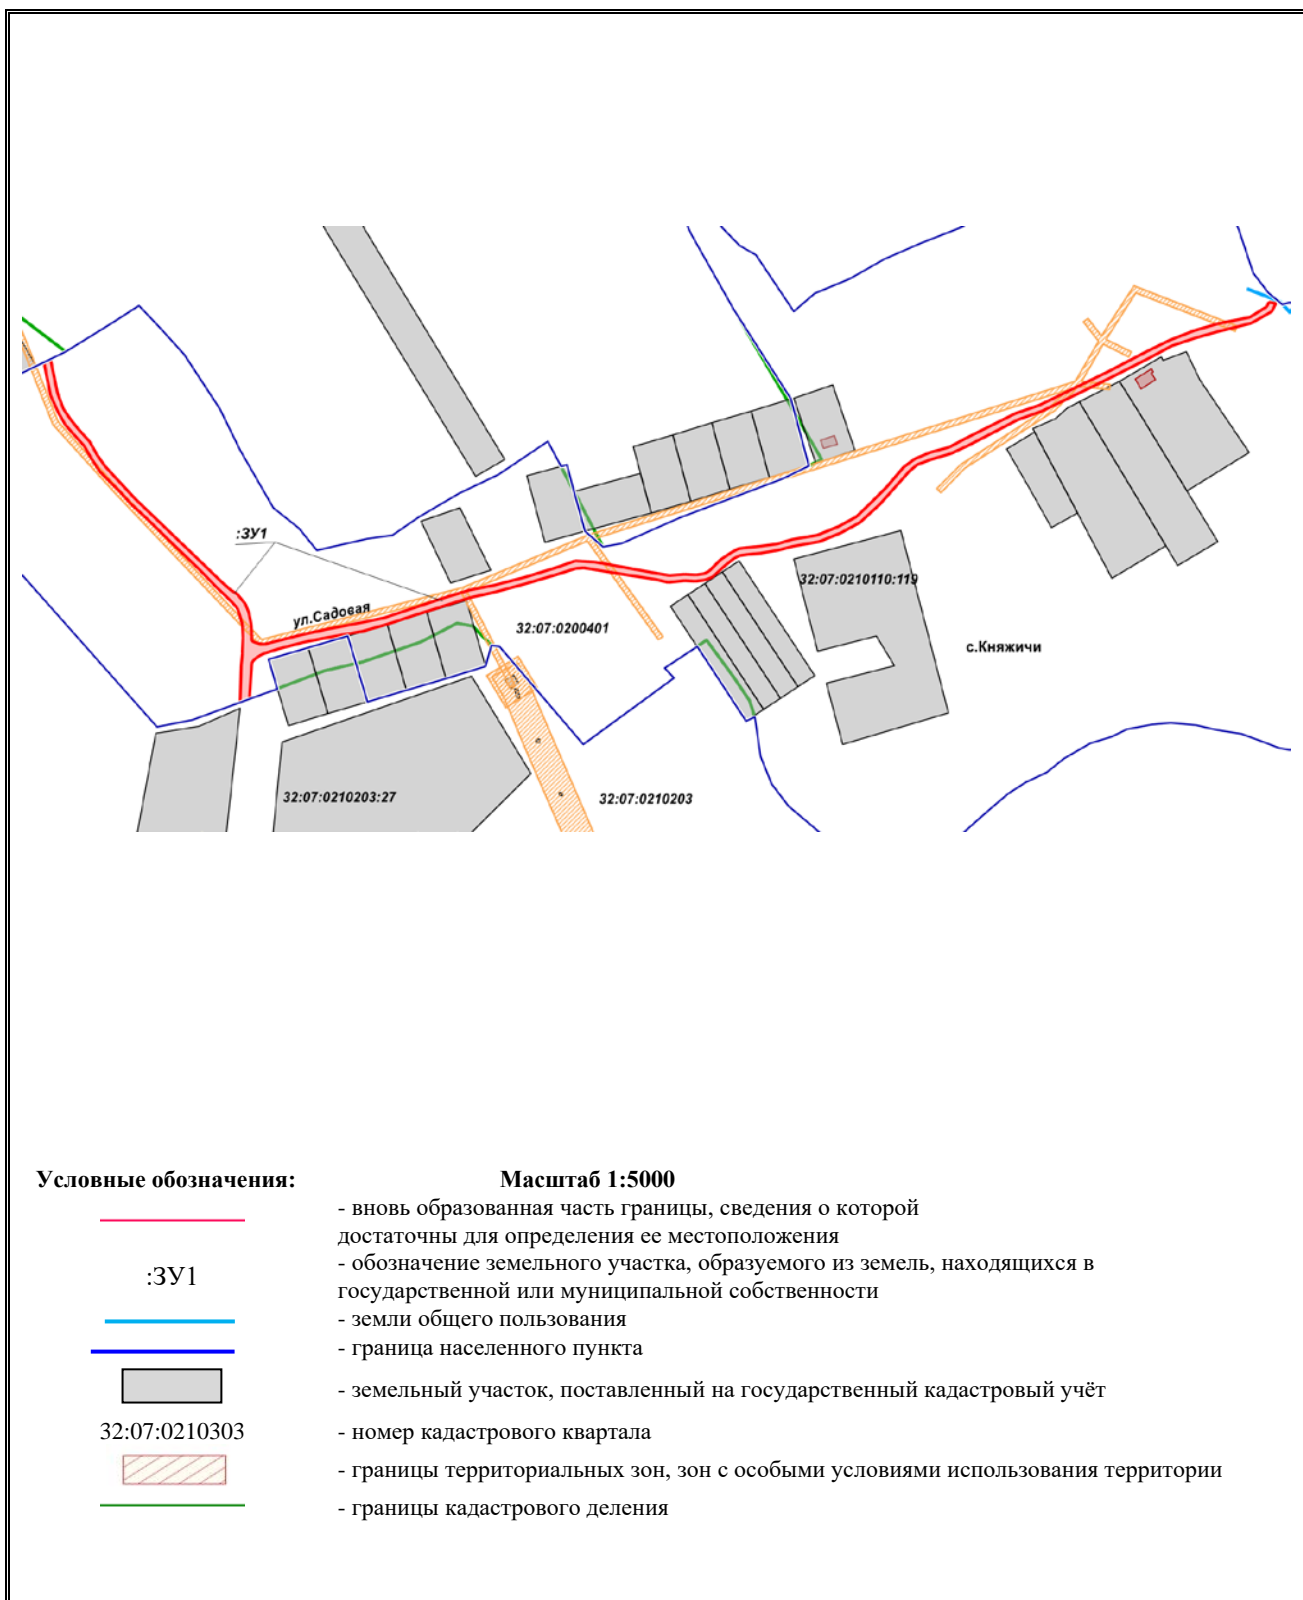 :ЗУ1
ул.Садовая
32:07:0200401
32:07:0210110:119
с.Княжичи
32:07:0210203:27
32:07:0210203
Условные обозначения:
Масштаб 1:5000
- вновь образованная часть границы, сведения о которой
достаточны для определения ее местоположения
:ЗУ1
- обозначение земельного участка, образуемого из земель, находящихся в
государственной или муниципальной собственности
- земли общего пользования
- граница населенного пункта
- земельный участок, поставленный на государственный кадастровый учёт
32:07:0210303
- номер кадастрового квартала
- границы территориальных зон, зон с особыми условиями использования территории
- границы кадастрового деления